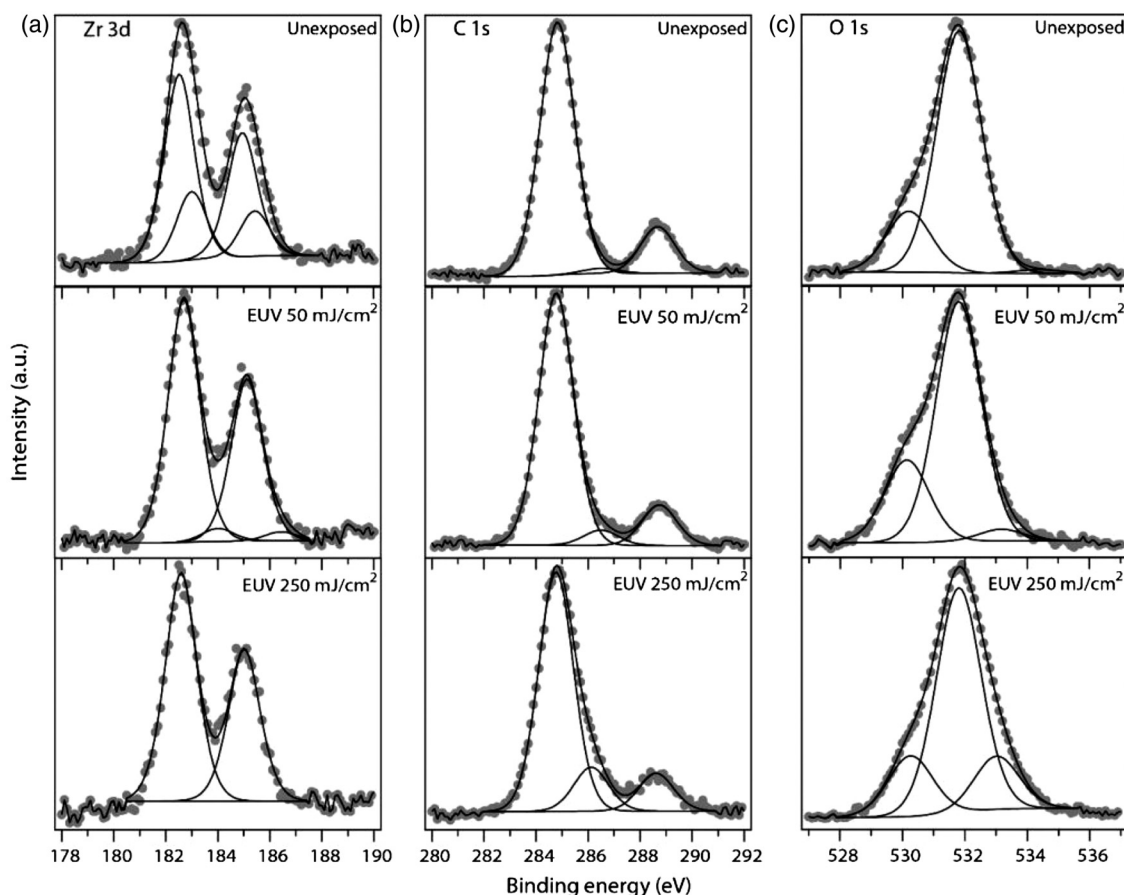 (a) Zr 3d Unexposed (b) C 1s Unexposed (c) O 1s Unexposed
EUV 50 mJ/cm² EUV 50 mJ/cm² EUV 50 mJ/cm²
Intensity (a.u.)
EUV 250 mJ/cm² EUV 250 mJ/cm² EUV 250 mJ/cm²
178 180 182 184 186 188 190 280 282 284 286 288 290 292 528 530 532 534 536
Binding energy (eV)